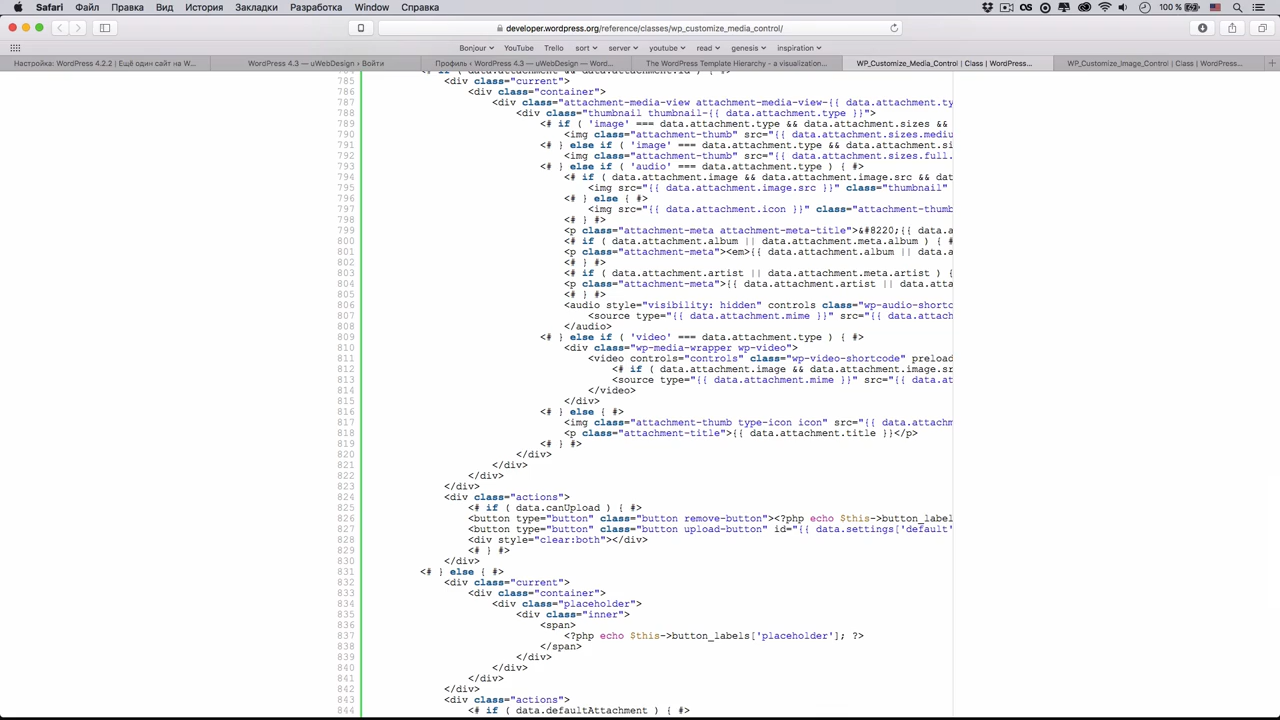 Safari Файл Правка Вид История Закладки Разработка Window Справка 100 %
developer.wordpress.org/reference/classes/wp_customize_media_control/
Bonjour YouTube Trello sort server youtube read genesis inspiration
Настройка: WordPress 4.2.2 | Ещё один сайт на W... WordPress 4.3 — uWebDesign › Войти Профиль ‹ WordPress 4.3 — uWebDesign — Wor... The WordPress Template Hierarchy - a visualization... WP_Customize_Media_Control | Class | WordPress... WP_Customize_Image_Control | Class | WordPress...
785 <div class="current">
786 <div class="container">
787 <div class="attachment-media-view attachment-media-view-{{ data.attachment.ty
788 <div class="thumbnail thumbnail-{{ data.attachment.type }}">
789 <# if ( 'image' === data.attachment.type && data.attachment.sizes &&
790 <img class="attachment-thumb" src="{{ data.attachment.sizes.mediu
791 <# } else if ( 'image' === data.attachment.type && data.attachment.si
792 <img class="attachment-thumb" src="{{ data.attachment.sizes.full.
793 <# } else if ( 'audio' === data.attachment.type ) { #>
794 <# if ( data.attachment.image && data.attachment.image.src && dat
795 <img src="{{ data.attachment.image.src }}" class="thumbnail"
796 <# } else { #>
797 <img src="{{ data.attachment.icon }}" class="attachment-thumb
798 <# } #>
799 <p class="attachment-meta attachment-meta-title">&#8220;{{ data.a
800 <# if ( data.attachment.album || data.attachment.meta.album ) { #
801 <p class="attachment-meta"><em>{{ data.attachment.album || data.a
802 <# } #>
803 <# if ( data.attachment.artist || data.attachment.meta.artist ) {
804 <p class="attachment-meta">{{ data.attachment.artist || data.atta
805 <# } #>
806 <audio style="visibility: hidden" controls class="wp-audio-shortc
807 <source type="{{ data.attachment.mime }}" src="{{ data.attach
808 </audio>
809 <# } else if ( 'video' === data.attachment.type ) { #>
810 <div class="wp-media-wrapper wp-video">
811 <video controls="controls" class="wp-video-shortcode" preload
812 <# if ( data.attachment.image && data.attachment.image.sr
813 <source type="{{ data.attachment.mime }}" src="{{ data.at
814 </video>
815 </div>
816 <# } else { #>
817 <img class="attachment-thumb type-icon icon" src="{{ data.attachm
818 <p class="attachment-title">{{ data.attachment.title }}</p>
819 <# } #>
820 </div>
821 </div>
822 </div>
823 </div>
824 <div class="actions">
825 <# if ( data.canUpload ) { #>
826 <button type="button" class="button remove-button"><?php echo $this->button_label
827 <button type="button" class="button upload-button" id="{{ data.settings['default'
828 <div style="clear:both"></div>
829 <# } #>
830 </div>
831 <# } else { #>
832 <div class="current">
833 <div class="container">
834 <div class="placeholder">
835 <div class="inner">
836 <span>
837 <?php echo $this->button_labels['placeholder']; ?>
838 </span>
839 </div>
840 </div>
841 </div>
842 </div>
843 <div class="actions">
844 <# if ( data.defaultAttachment ) { #>